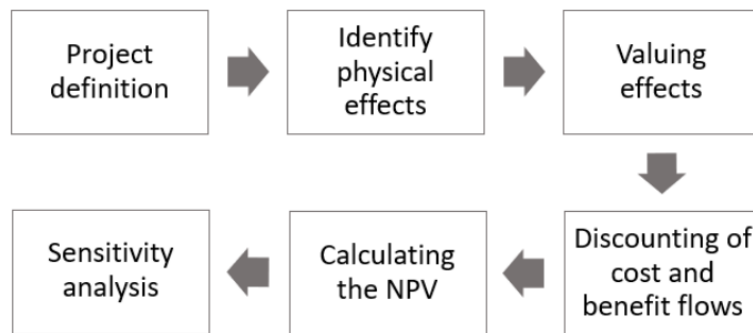 Project
definition
Identify
physical
effects
Valuing
effects
Discounting of
cost and
benefit flows
Calculating
the NPV
Sensitivity
analysis